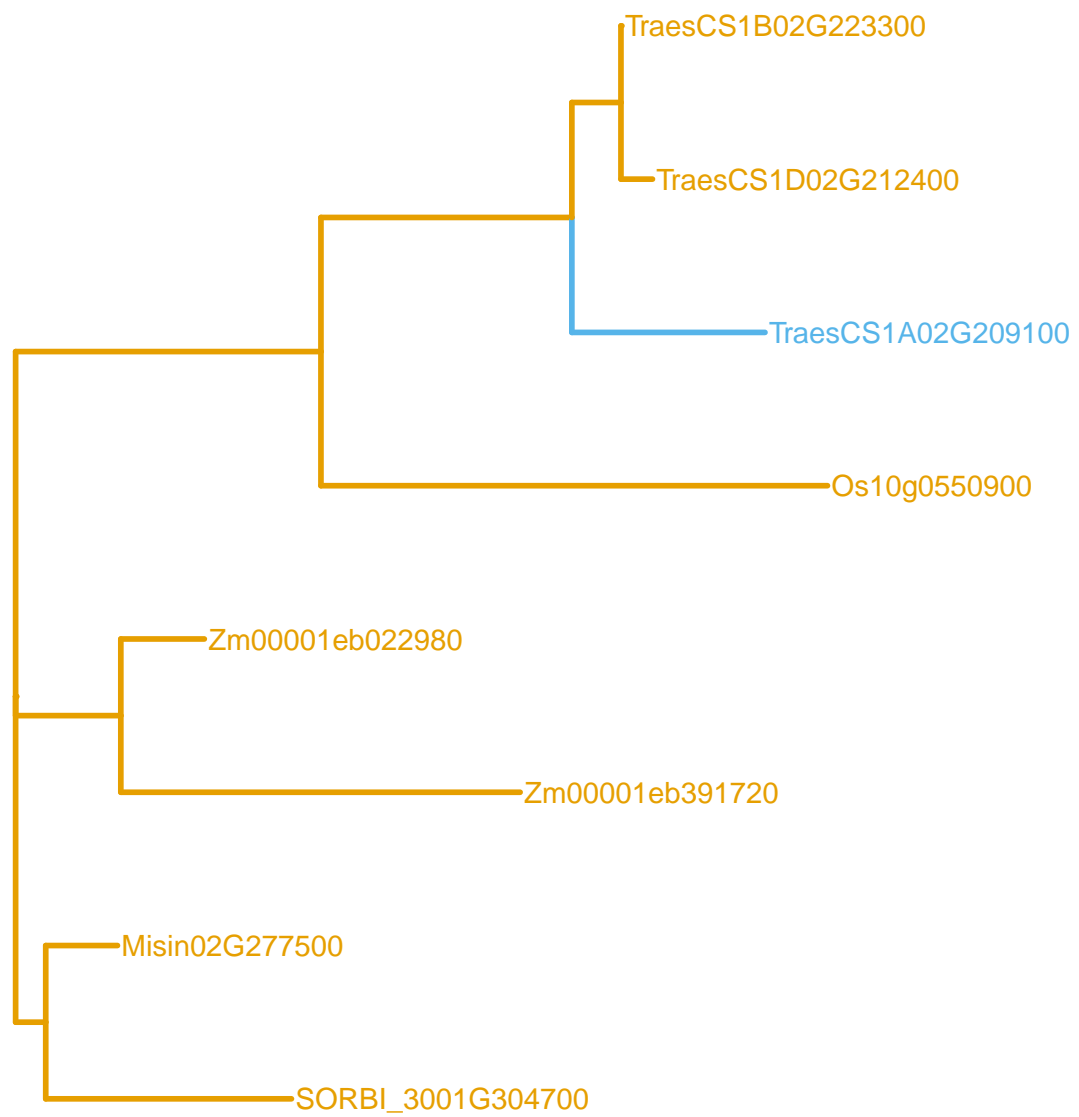 TraesCS1B02G223300
TraesCS1D02G212400
TraesCS1A02G209100
Os10g0550900
Zm00001eb022980
Zm00001eb391720
Misin02G277500
SORBI_3001G304700